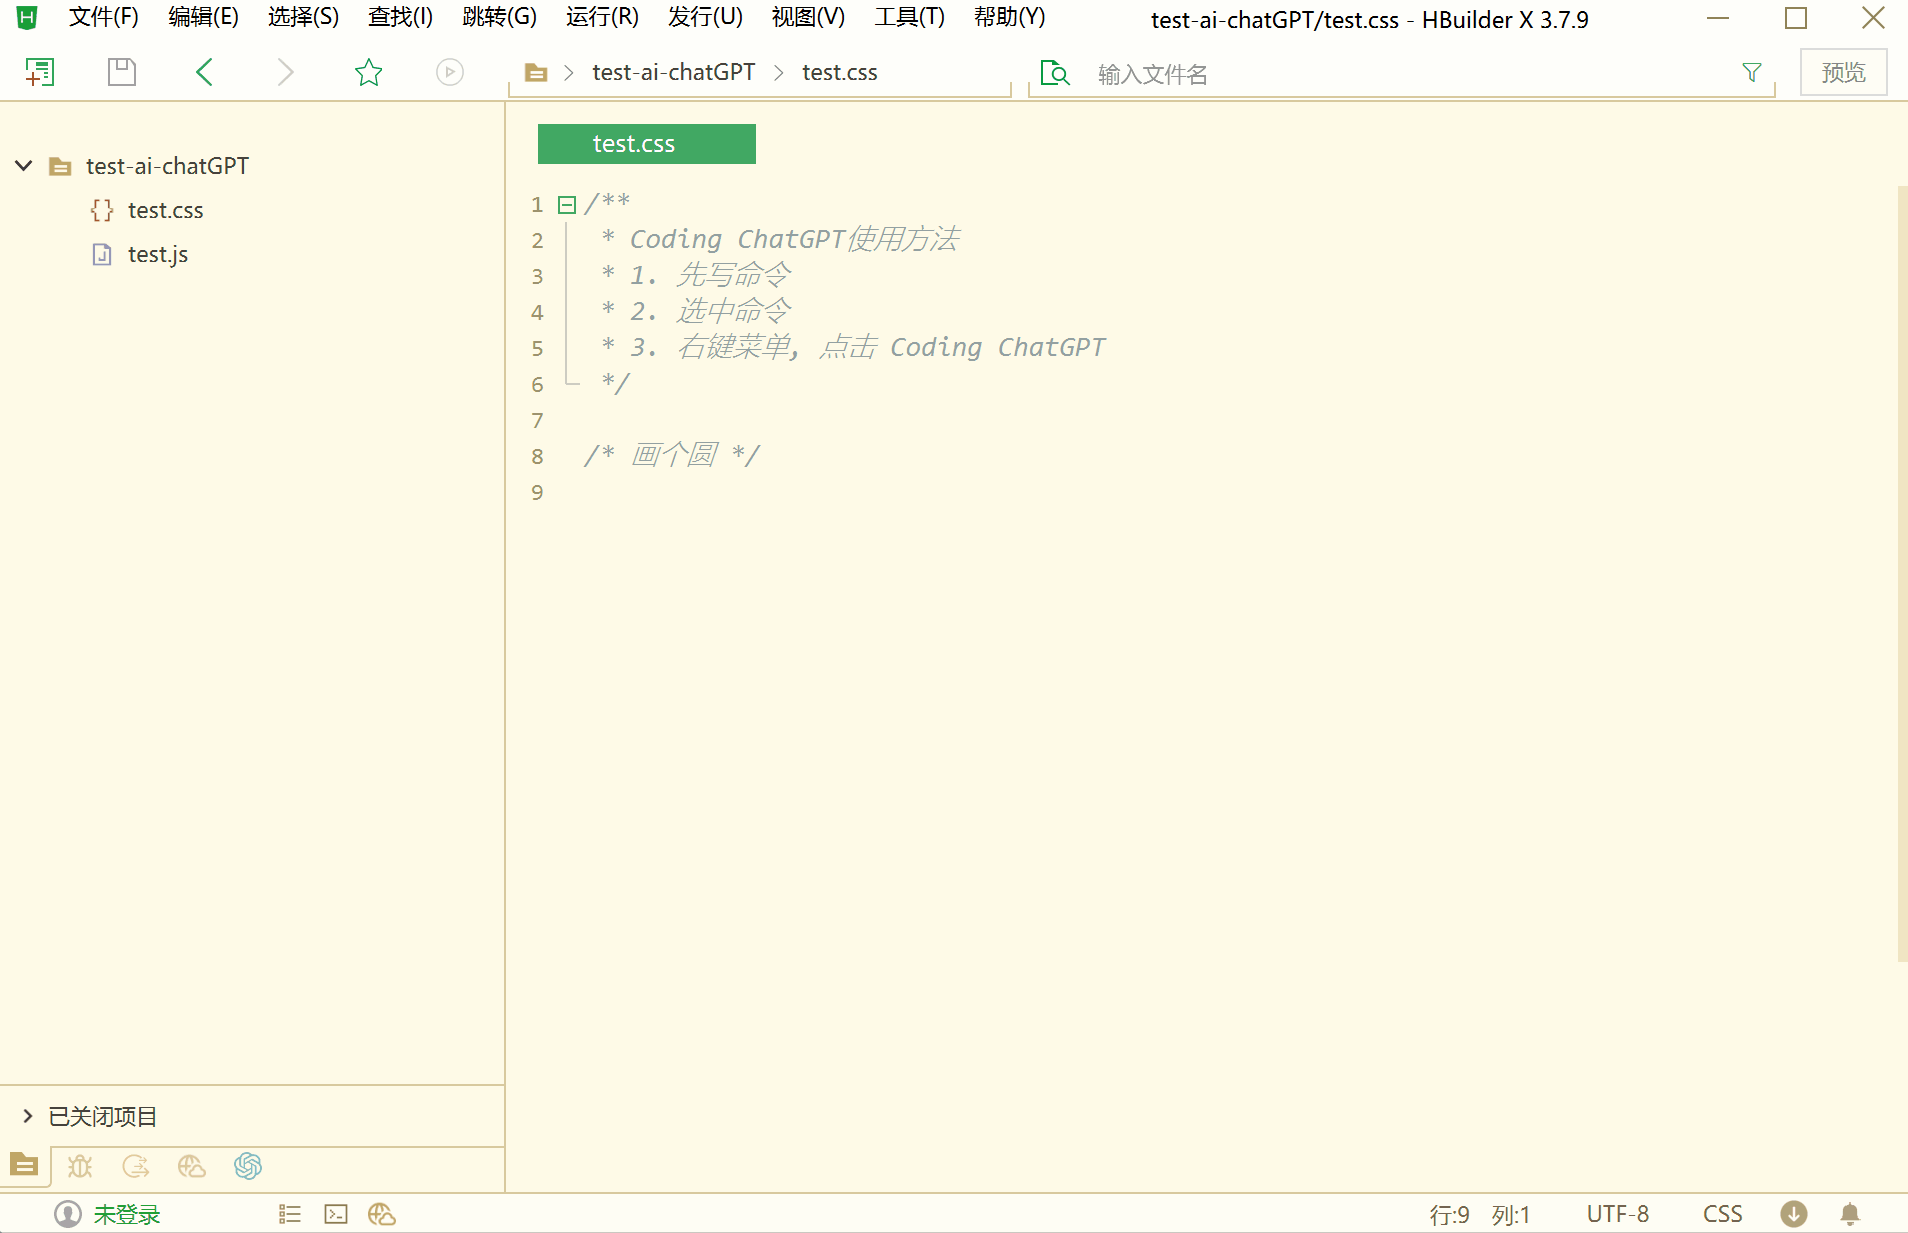 文件(F) 编辑(E) 选择(S) 查找(I) 跳转(G) 运行(R) 发行(U) 视图(V) 工具(T) 帮助(Y) test-ai-chatGPT/test.css - HBuilder X 3.7.9
test-ai-chatGPT test.css 输入文件名 预览
test-ai-chatGPT
test.css
test.js
test.css
1 /**
2 * Coding ChatGPT使用方法
3 * 1. 先写命令
4 * 2. 选中命令
5 * 3. 右键菜单, 点击 Coding ChatGPT
6 */
7
8 /* 画个圆 */
9
已关闭项目
未登录 行:9 列:1 UTF-8 CSS